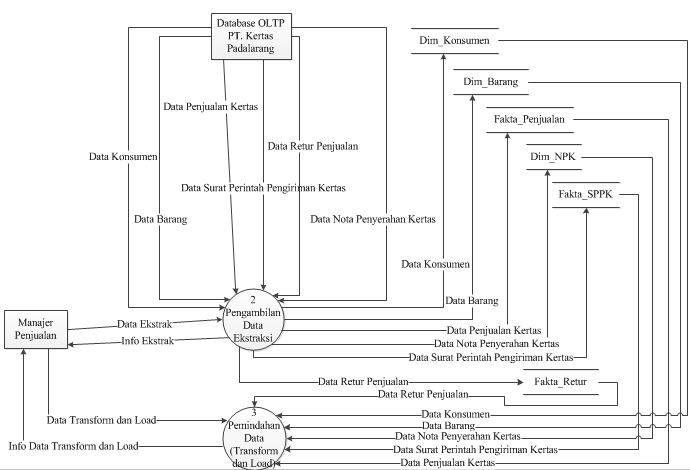 Database OLTP
PT. Kertas
Padalarang
Dim_Konsumen
Dim_Barang
Data Penjualan Kertas
Fakta_Penjualan
Data Retur Penjualan
Data Konsumen
Dim_NPK
Data Surat Perintah Pengiriman Kertas
Fakta_SPPK
Data Barang
Data Nota Penyerahan Kertas
Data Konsumen
2
Pengambilan
Data
Ekstraksi
Data Barang
Manajer
Penjualan
Data Ekstrak
Info Ekstrak
Data Penjualan Kertas
Data Nota Penyerahan Kertas
Data Surat Perintah Pengiriman Kertas
Data Retur Penjualan
Fakta_Retur
Data Retur Penjualan
Data Transform dan Load
Info Data Transform dan Load
3
Pemindahan
Data
(Transform
dan Load)
Data Konsumen
Data Barang
Data Nota Penyerahan Kertas
Data Surat Perintah Pengiriman Kertas
Data Penjualan Kertas